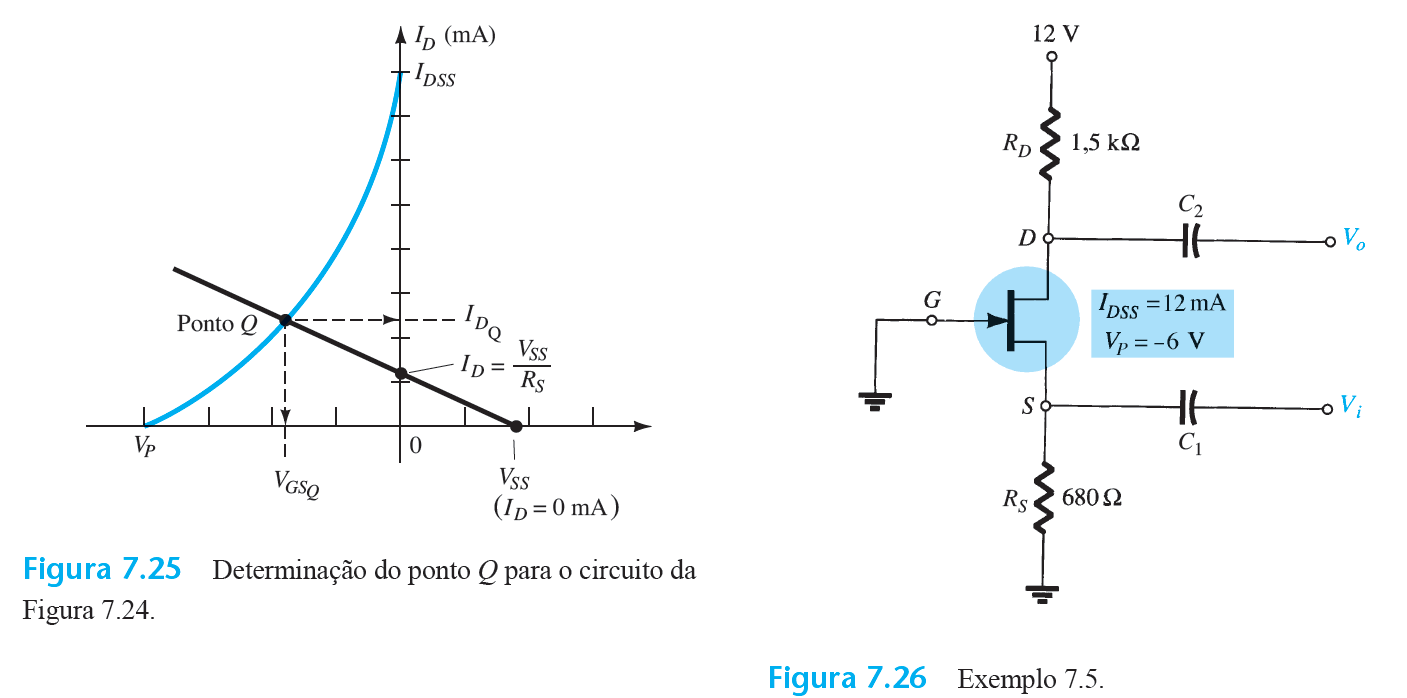 I_D (mA)
I_DSS
Ponto Q
I_DQ
I_D = V_SS / R_S
V_P
0
V_GSQ
V_SS
(I_D = 0 mA)
Figura 7.25 Determinação do ponto Q para o circuito da
Figura 7.24.
12 V
R_D 1,5 kΩ
C_2
D
V_o
G
I_DSS = 12 mA
V_P = –6 V
S
V_i
C_1
R_S 680 Ω
Figura 7.26 Exemplo 7.5.